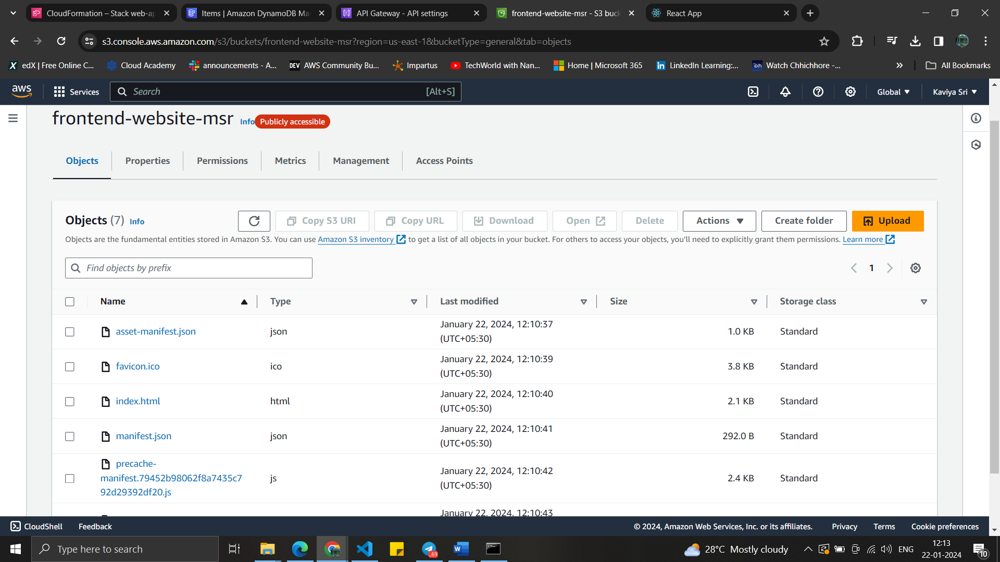 CloudFormation – Stack web-ap
Items | Amazon DynamoDB Ma
API Gateway - API settings
frontend-website-msr - S3 buck
React App
s3.console.aws.amazon.com/s3/buckets/frontend-website-msr?region=us-east-1&bucketType=general&tab=objects
edX | Free Online C...
Cloud Academy
announcements - A...
DEV AWS Community Bu...
Impartus
TechWorld with Nan...
Home | Microsoft 365
LinkedIn Learning:...
Watch Chhichhore -...
All Bookmarks
aws
Services
Search
[Alt+S]
Global
Kaviya Sri
frontend-website-msr Info Publicly accessible
Objects Properties Permissions Metrics Management Access Points
Objects (7) Info
Copy S3 URI
Copy URL
Download
Open
Delete
Actions
Create folder
Upload
Objects are the fundamental entities stored in Amazon S3. You can use Amazon S3 inventory to get a list of all objects in your bucket. For others to access your objects, you'll need to explicitly grant them permissions. Learn more
Find objects by prefix
1
Name Type Last modified Size Storage class
asset-manifest.json json January 22, 2024, 12:10:37 (UTC+05:30) 1.0 KB Standard
favicon.ico ico January 22, 2024, 12:10:39 (UTC+05:30) 3.8 KB Standard
index.html html January 22, 2024, 12:10:40 (UTC+05:30) 2.1 KB Standard
manifest.json json January 22, 2024, 12:10:41 (UTC+05:30) 292.0 B Standard
precache-
manifest.79452b98062f8a7435c7
92d29392df20.js
js January 22, 2024, 12:10:42 (UTC+05:30) 2.4 KB Standard
January 22, 2024, 12:10:43
CloudShell Feedback
© 2024, Amazon Web Services, Inc. or its affiliates. Privacy Terms Cookie preferences
Type here to search
69
28°C Mostly cloudy
ENG
12:13
22-01-2024
10